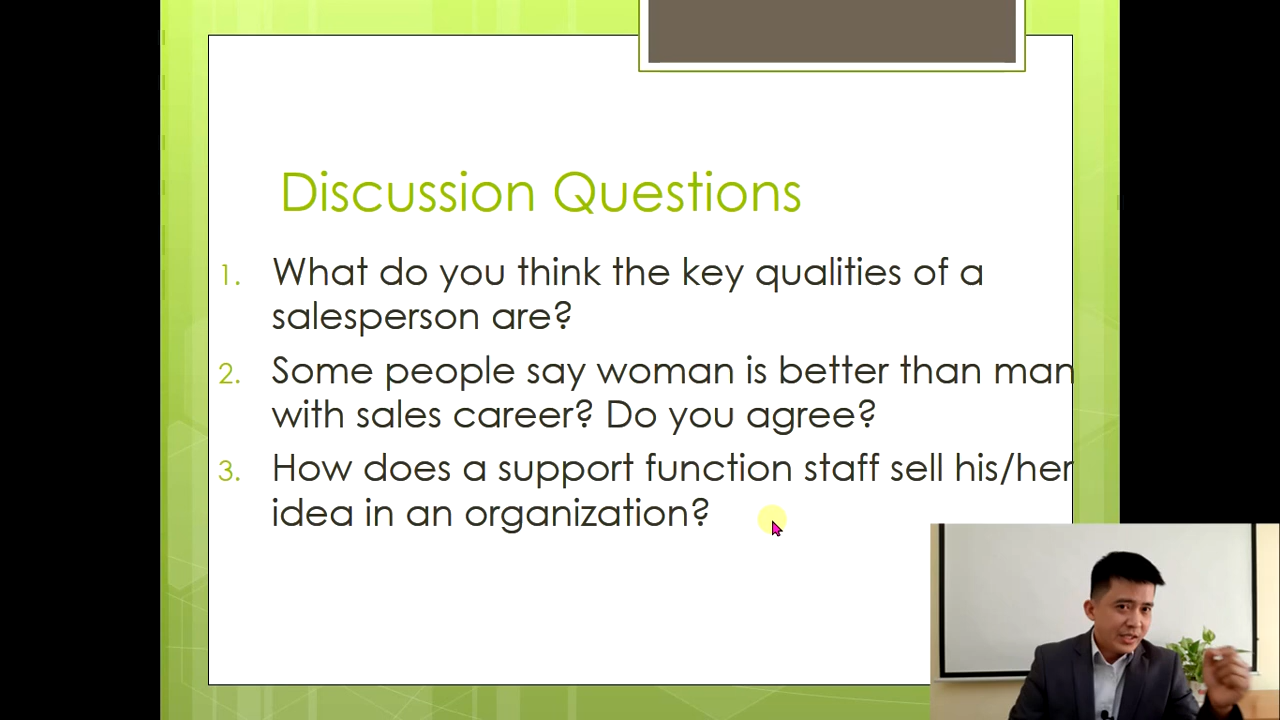 Discussion Questions
1. What do you think the key qualities of a
salesperson are?
2. Some people say woman is better than man
with sales career? Do you agree?
3. How does a support function staff sell his/her
idea in an organization?